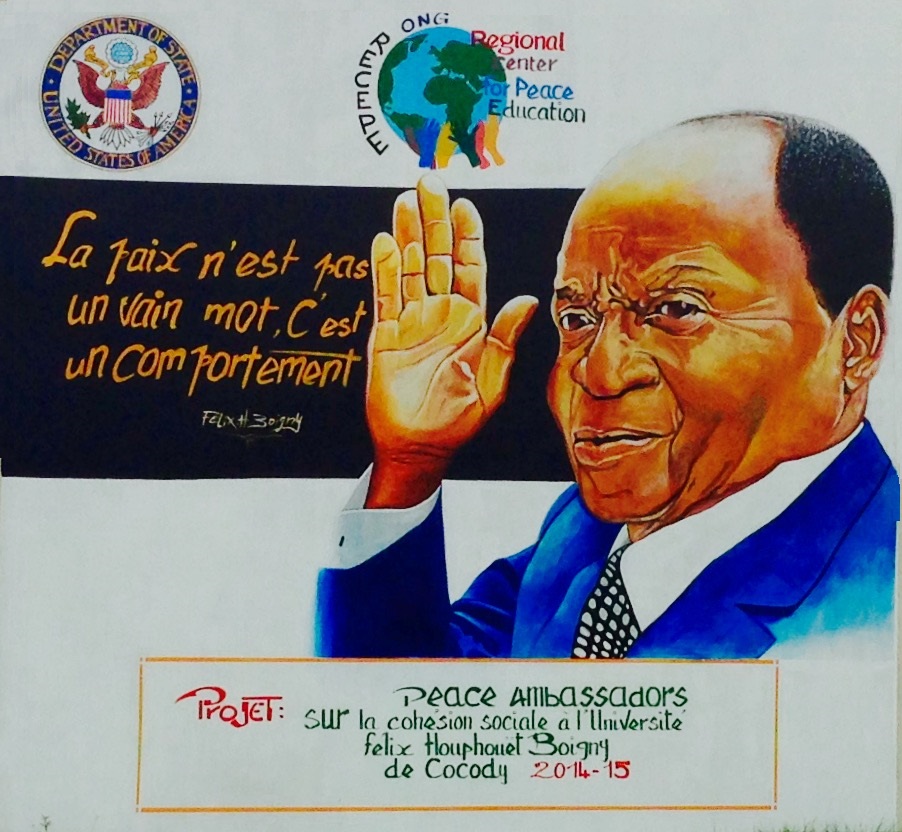 DEPARTMENT OF STATE
UNITED STATES OF AMERICA
ONG
Regional
Center
for Peace
Education
La paix n'est pas
un vain mot, C'est
un comportement
Félix H Boigny
Projet: Peace ambassadors
sur la cohésion sociale a l'université
felix Houphouet Boigny
de Cocody 2014-15